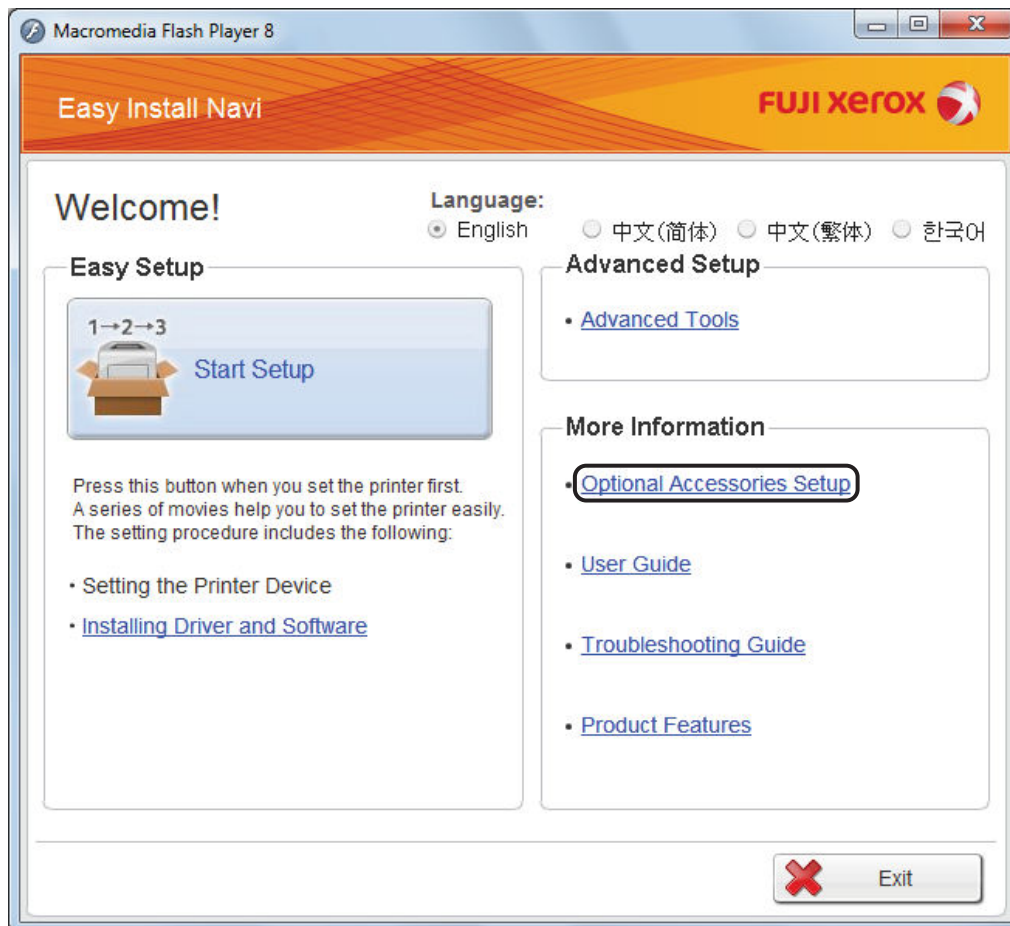 Macromedia Flash Player 8
Easy Install Navi
FUJI xerox
Welcome!
Language:
English
中文(简体)
中文(繁体)
한국어
Easy Setup
1→2→3
Start Setup
Press this button when you set the printer first.
A series of movies help you to set the printer easily.
The setting procedure includes the following:
• Setting the Printer Device
• Installing Driver and Software
Advanced Setup
• Advanced Tools
More Information
• Optional Accessories Setup
• User Guide
• Troubleshooting Guide
• Product Features
Exit